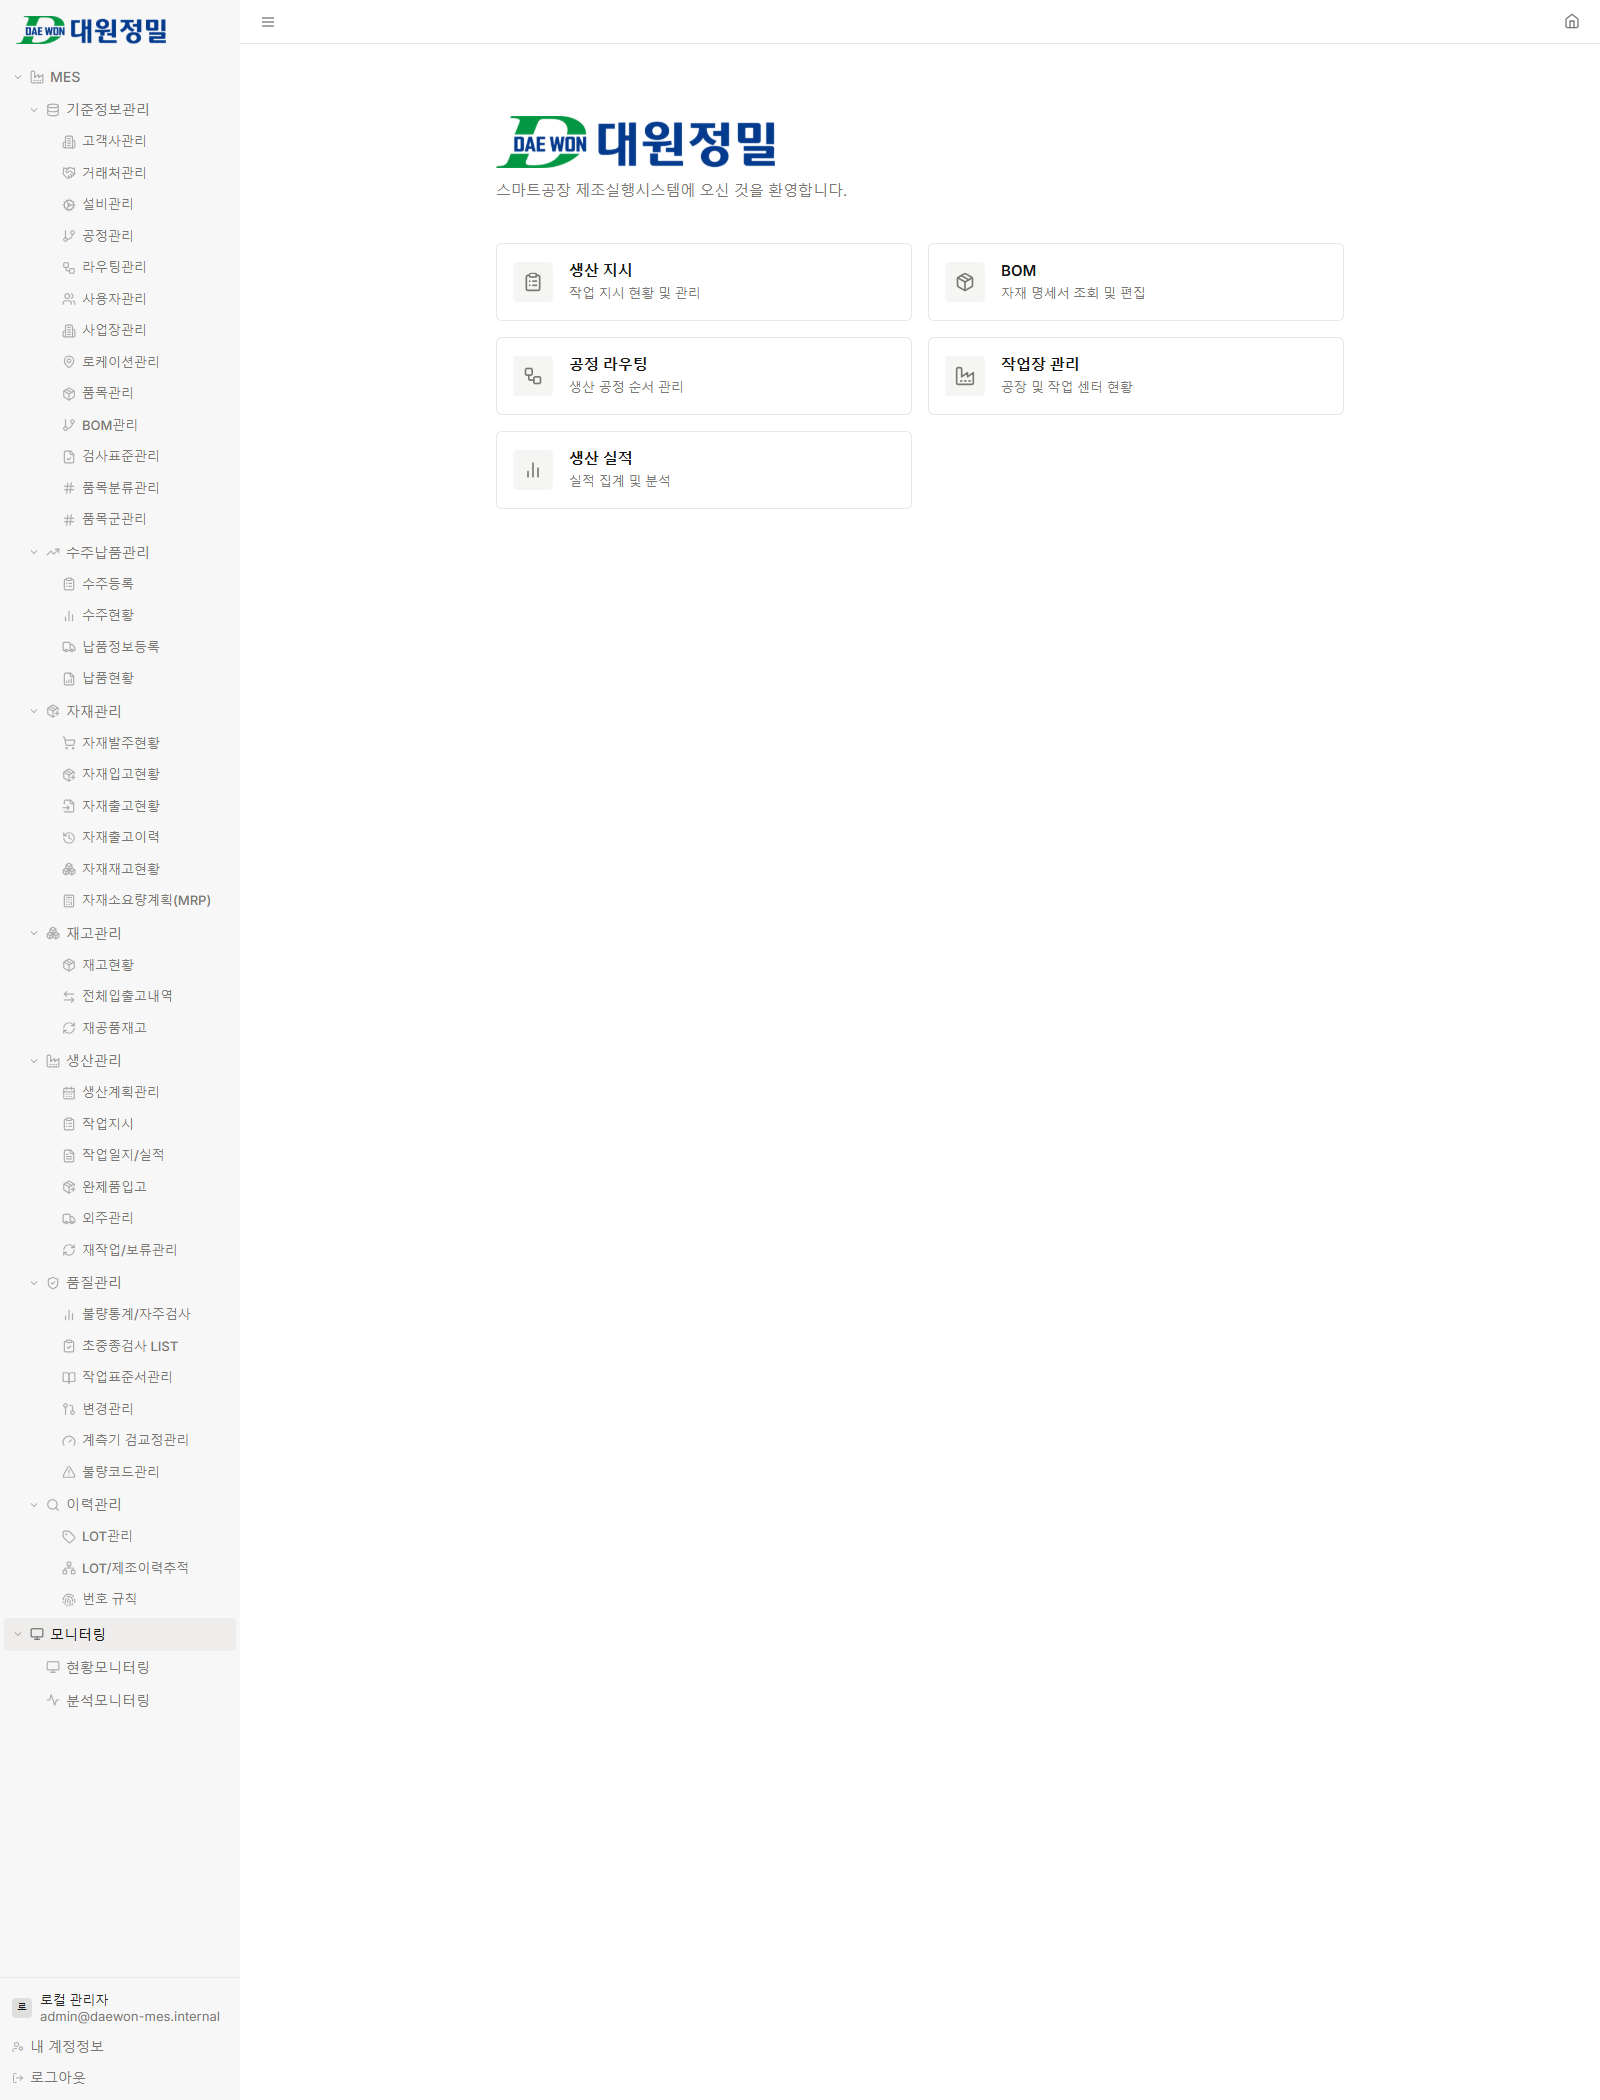 DAE WON 대원정밀
MES
기준정보관리
고객사관리
거래처관리
설비관리
공정관리
라우팅관리
사용자관리
사업장관리
로케이션관리
품목관리
BOM관리
검사표준관리
품목분류관리
품목군관리
수주납품관리
수주등록
수주현황
납품정보등록
납품현황
자재관리
자재발주현황
자재입고현황
자재출고현황
자재출고이력
자재재고현황
자재소요량계획(MRP)
재고관리
재고현황
전체입출고내역
재공품재고
생산관리
생산계획관리
작업지시
작업일지/실적
완제품입고
외주관리
재작업/보류관리
품질관리
불량통계/자주검사
초중종검사 LIST
작업표준서관리
변경관리
계측기 검교정관리
불량코드관리
이력관리
LOT관리
LOT/제조이력추적
번호 규칙
모니터링
현황모니터링
분석모니터링
로
로컬 관리자
admin@daewon-mes.internal
내 계정정보
로그아웃
DAE WON 대원정밀
스마트공장 제조실행시스템에 오신 것을 환영합니다.
생산 지시
작업 지시 현황 및 관리
BOM
자재 명세서 조회 및 편집
공정 라우팅
생산 공정 순서 관리
작업장 관리
공장 및 작업 센터 현황
생산 실적
실적 집계 및 분석